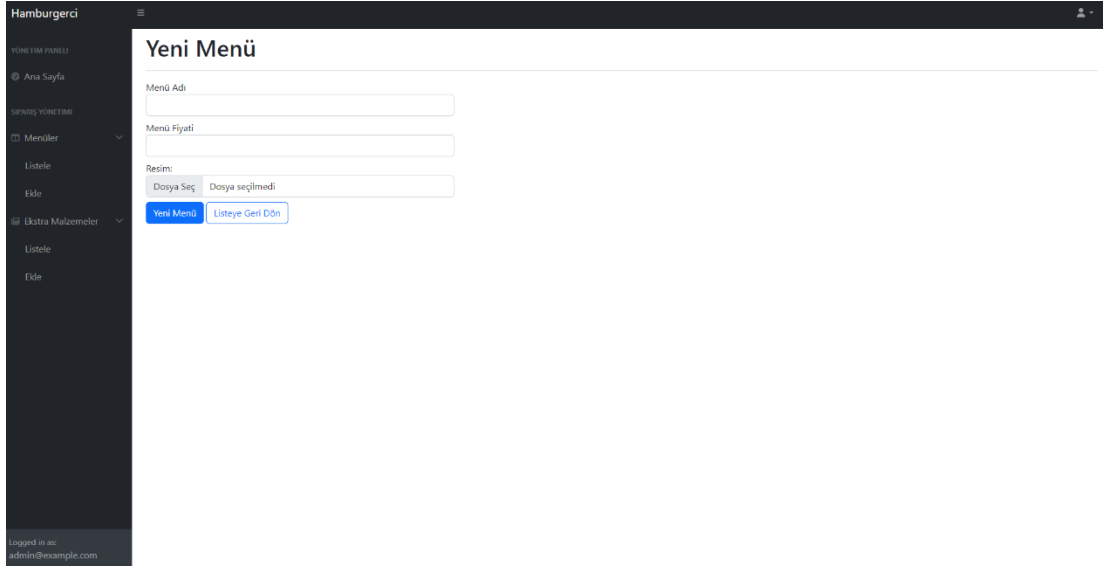 Hamburgerci
YÖNETIM PANELI
Ana Sayfa
SIPARIŞ YÖNETIMI
Menüler
Listele
Ekle
Ekstra Malzemeler
Listele
Ekle
Logged in as:
admin@example.com
Yeni Menü
Menü Adı
Menü Fiyati
Resim:
Dosya Seç Dosya seçilmedi
Yeni Menü Listeye Geri Dön